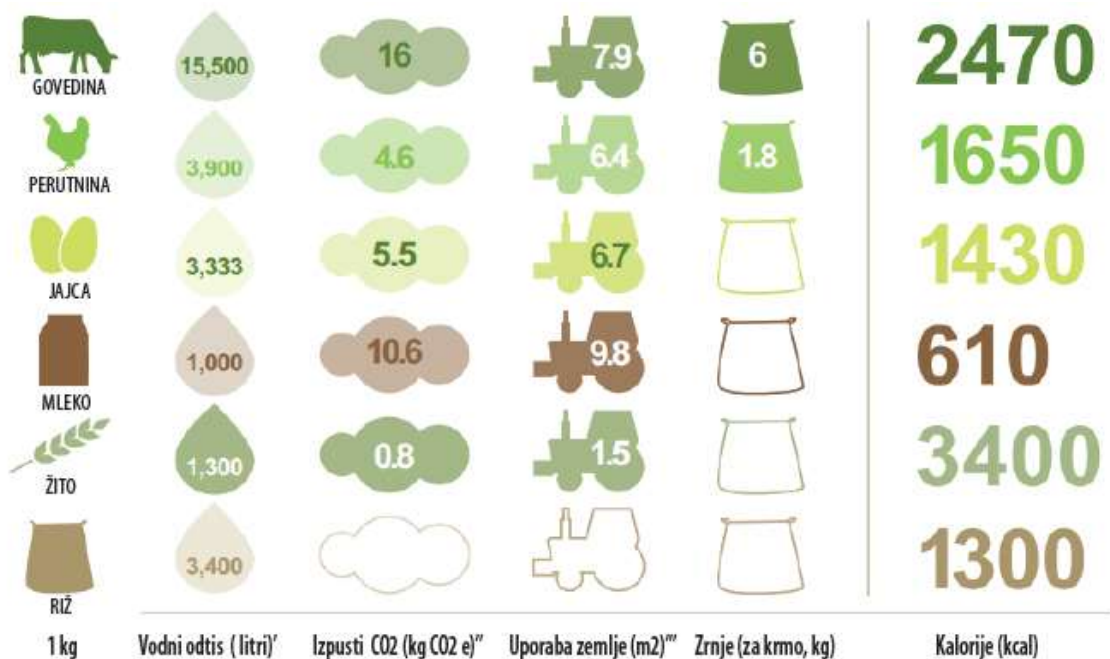 15,500 16 7.9 6 2470
GOVEDINA
3,900 4.6 6.4 1.8 1650
PERUTNINA
3,333 5.5 6.7 1430
JAJCA
1,000 10.6 9.8 610
MLEKO
1,300 0.8 1.5 3400
ŽITO
3,400 1300
RIŽ
1 kg Vodni odtis ( litri)' Izpusti CO2 (kg CO2 e)'' Uporaba zemlje (m2)''' Zrnje (za krmo, kg) Kalorije (kcal)